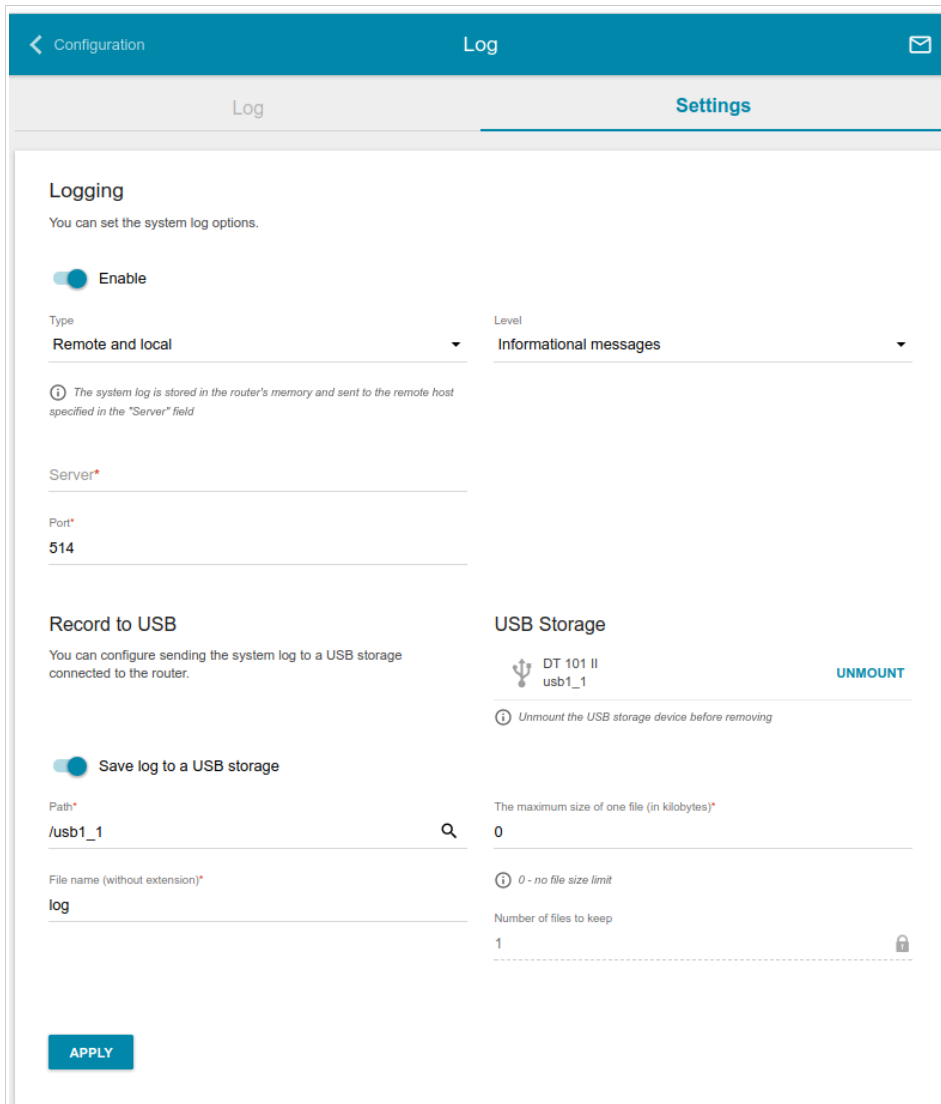 Configuration
Log
Log
Settings
Logging
You can set the system log options.
Enable
Type
Remote and local
Level
Informational messages
The system log is stored in the router's memory and sent to the remote host
specified in the "Server" field
Server*
Port*
514
Record to USB
You can configure sending the system log to a USB storage
connected to the router.
USB Storage
DT 101 II
usb1_1
UNMOUNT
Unmount the USB storage device before removing
Save log to a USB storage
Path*
/usb1_1
The maximum size of one file (in kilobytes)*
0
File name (without extension)*
log
0 - no file size limit
Number of files to keep
1
APPLY